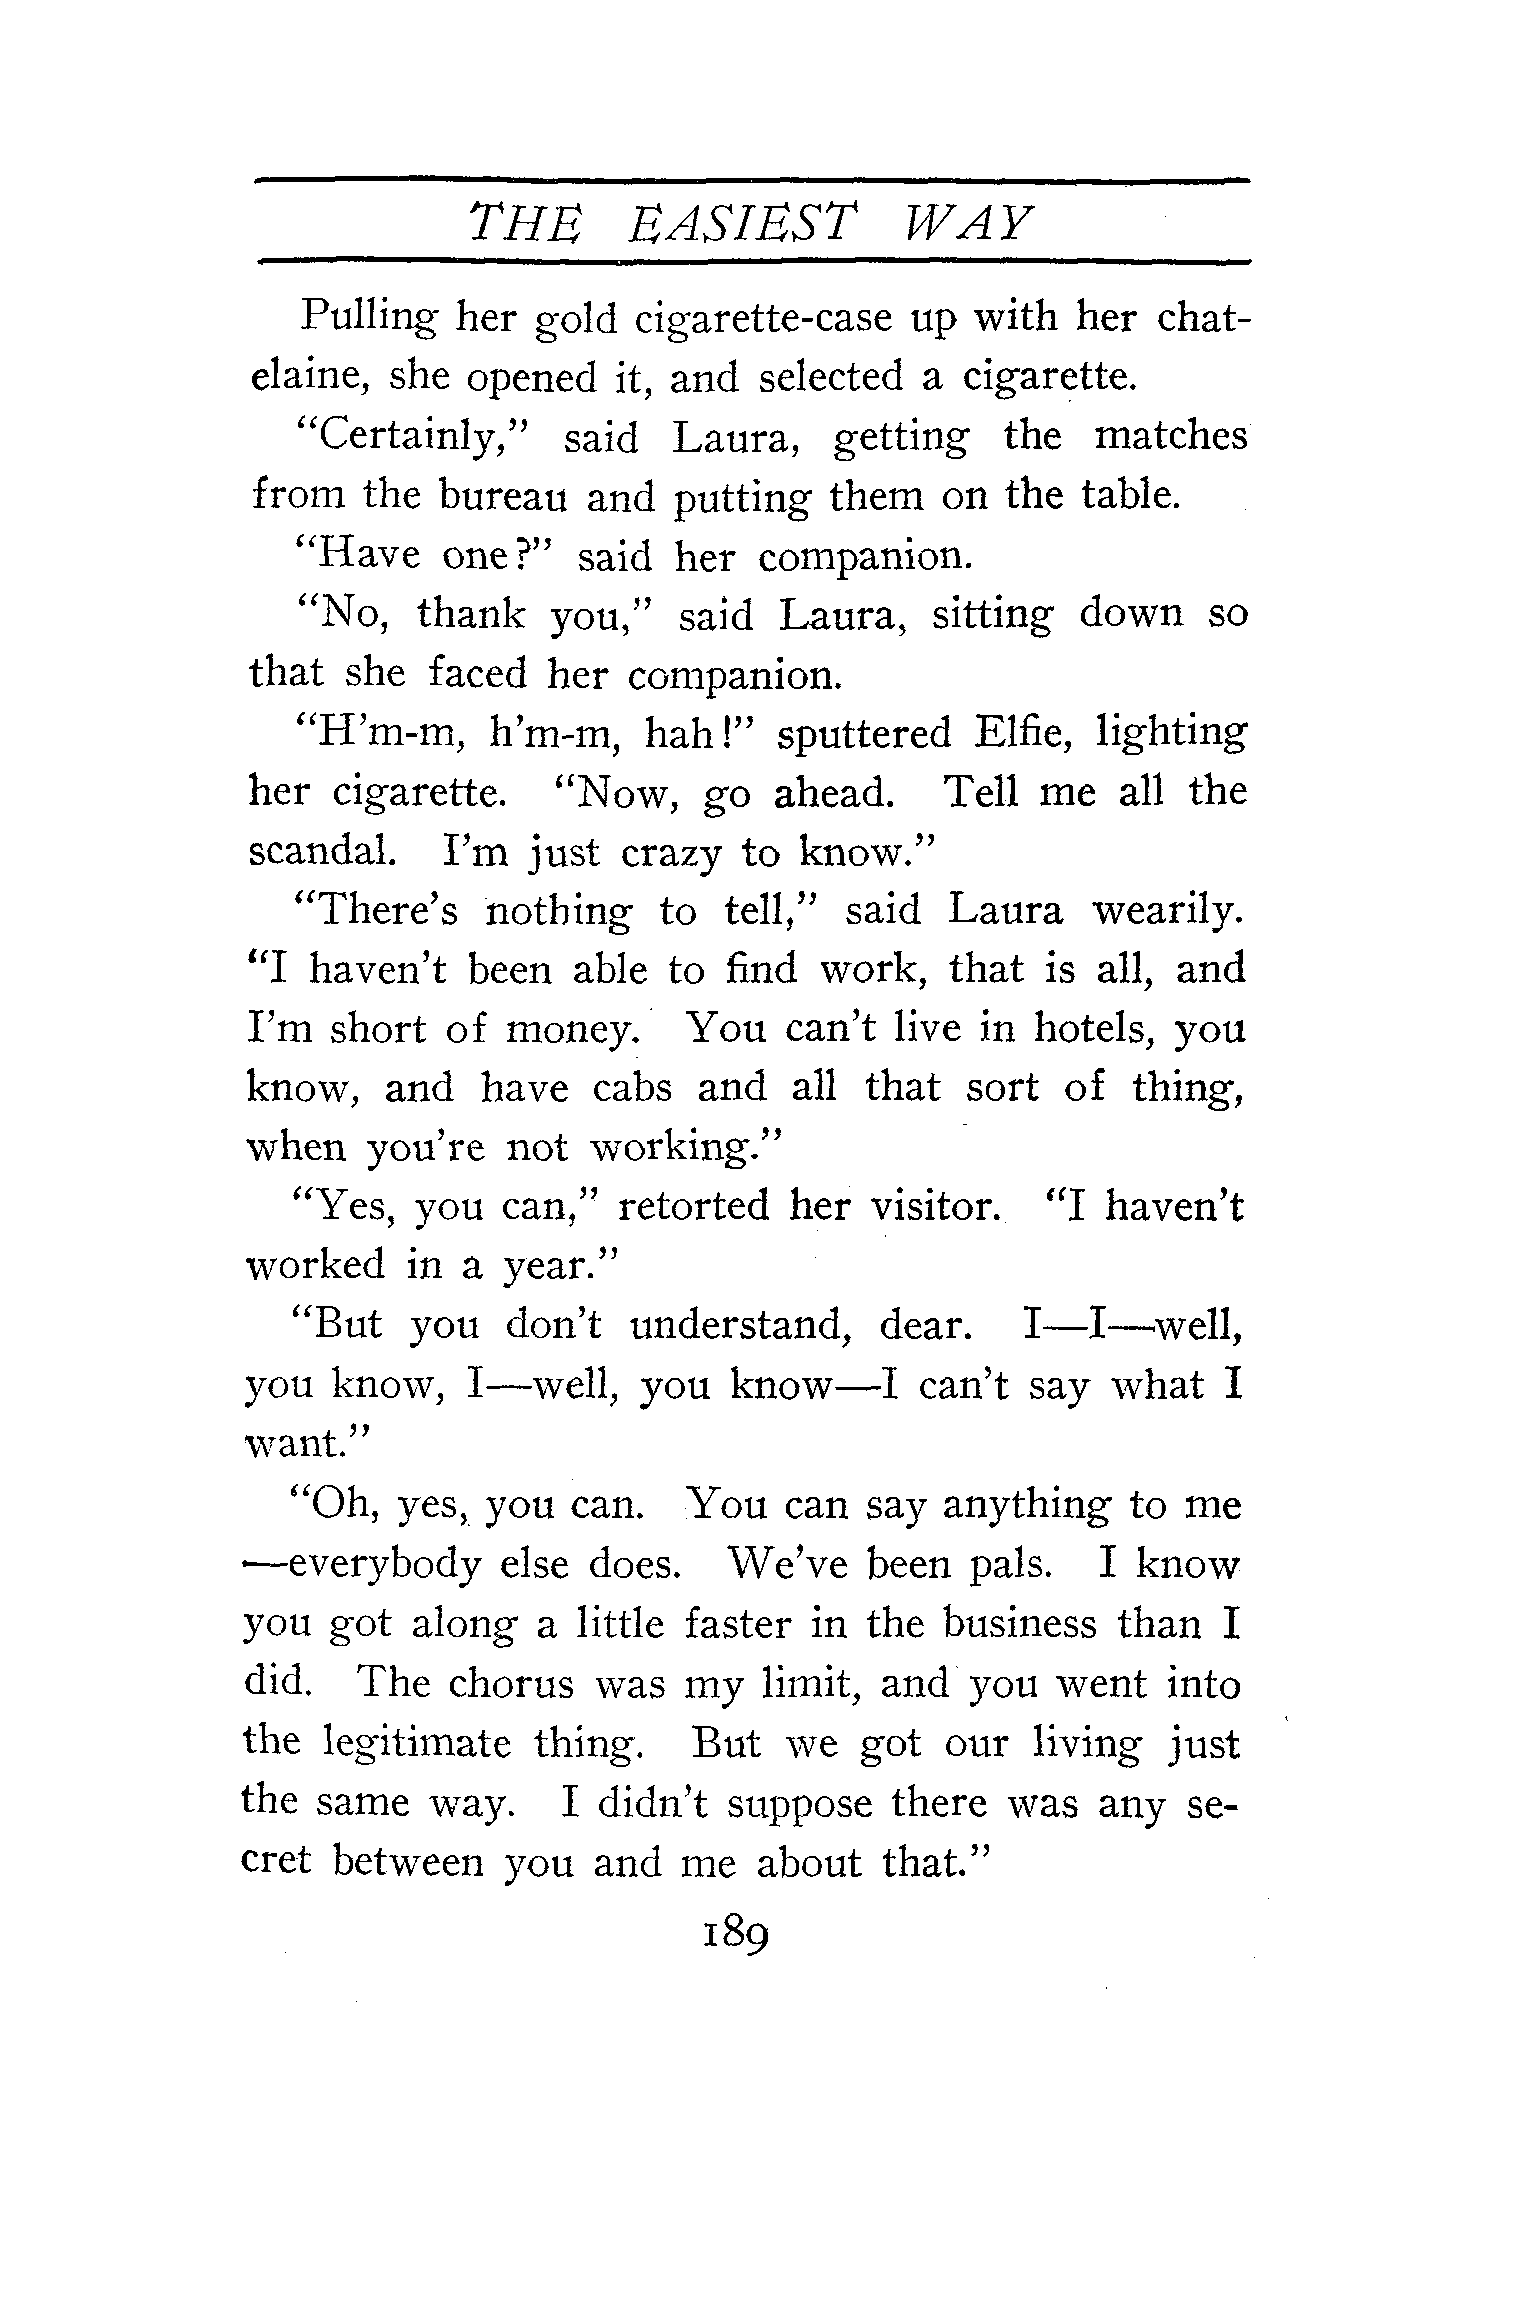 THE EASIEST WAY
Pulling her gold cigarette-case up with her chat-
elaine, she opened it, and selected a cigarette.
“Certainly,” said Laura, getting the matches
from the bureau and putting them on the table.
“Have one?” said her companion.
“No, thank you,” said Laura, sitting down so
that she faced her companion.
“H’m-m, h’m-m, hah!” sputtered Elfie, lighting
her cigarette. “Now, go ahead. Tell me all the
scandal. I’m just crazy to know.”
“There’s nothing to tell,” said Laura wearily.
“I haven’t been able to find work, that is all, and
I’m short of money. You can’t live in hotels, you
know, and have cabs and all that sort of thing,
when you’re not working.”
“Yes, you can,” retorted her visitor. “I haven’t
worked in a year.”
“But you don’t understand, dear. I—I—well,
you know, I—well, you know—I can’t say what I
want.”
“Oh, yes, you can. You can say anything to me
—everybody else does. We’ve been pals. I know
you got along a little faster in the business than I
did. The chorus was my limit, and you went into
the legitimate thing. But we got our living just
the same way. I didn’t suppose there was any se-
cret between you and me about that.”
189